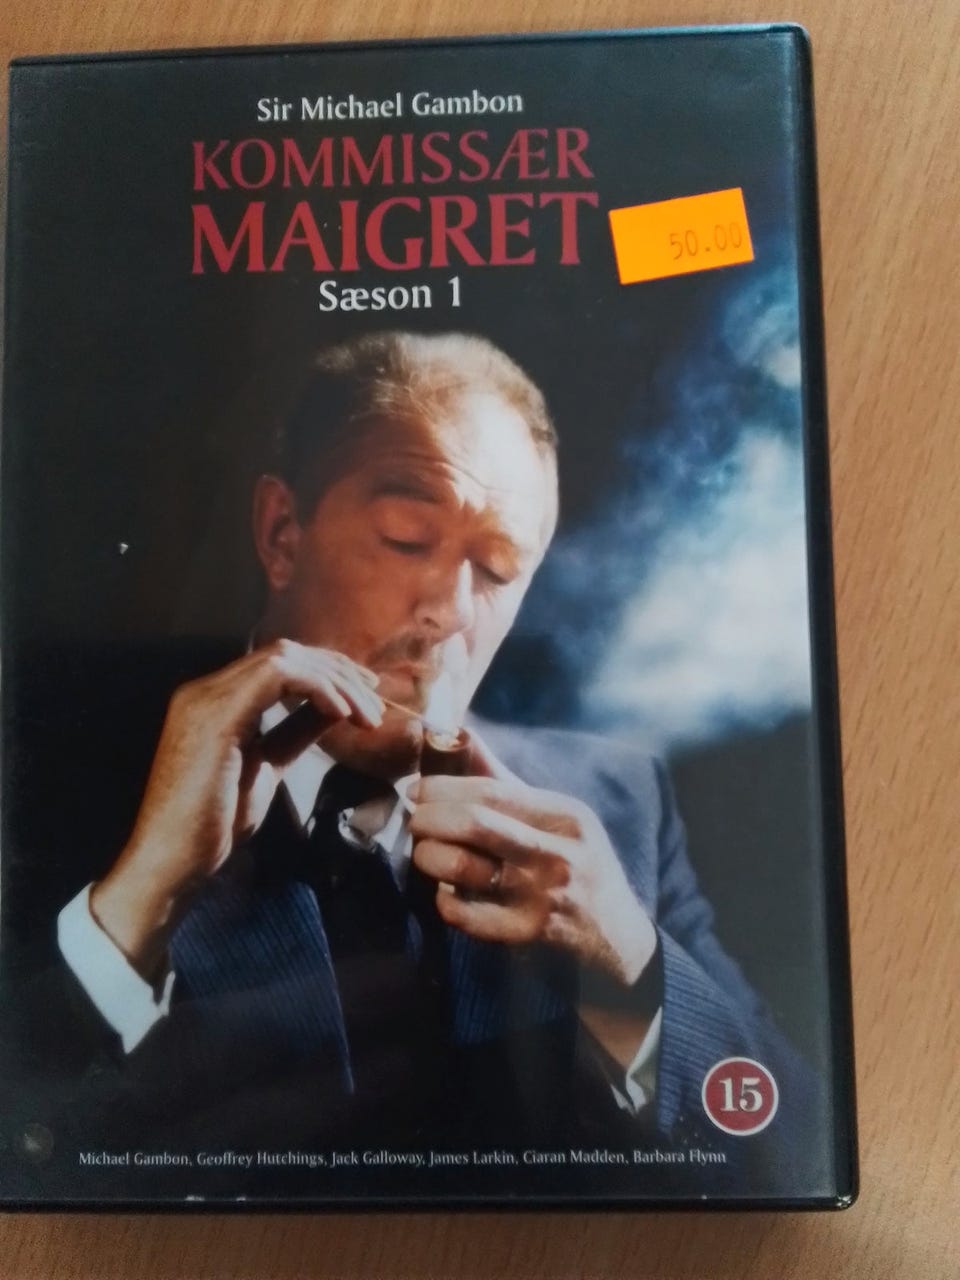 Sir Michael Gambon
KOMMISSÆR
MAIGRET
50.00
Sæson 1
15
Michael Gambon, Geoffrey Hutchings, Jack Galloway, James Larkin, Ciaran Madden, Barbara Flynn